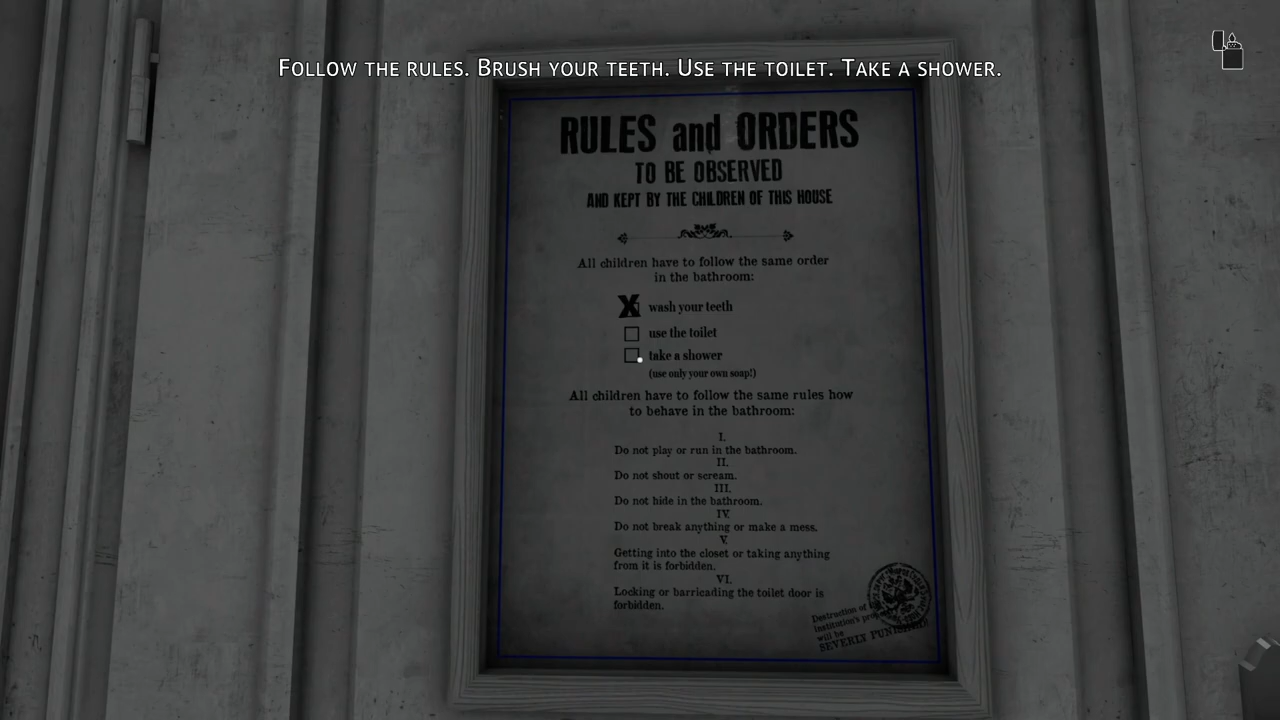 FOLLOW THE RULES. BRUSH YOUR TEETH. USE THE TOILET. TAKE A SHOWER.
RULES and ORDERS
TO BE OBSERVED
AND KEPT BY THE CHILDREN OF THIS HOUSE
All children have to follow the same order
in the bathroom:
X wash your teeth
use the toilet
take a shower
(use only your own soap!)
All children have to follow the same rules how
to behave in the bathroom:
I.
Do not play or run in the bathroom.
II.
Do not shout or scream.
III.
Do not hide in the bathroom.
IV.
Do not break anything or make a mess.
V.
Getting into the closet or taking anything
from it is forbidden.
VI.
Locking or barricading the toilet door is
forbidden.
Destruction of
institution's
will be
SEVERLY PUNISHED!